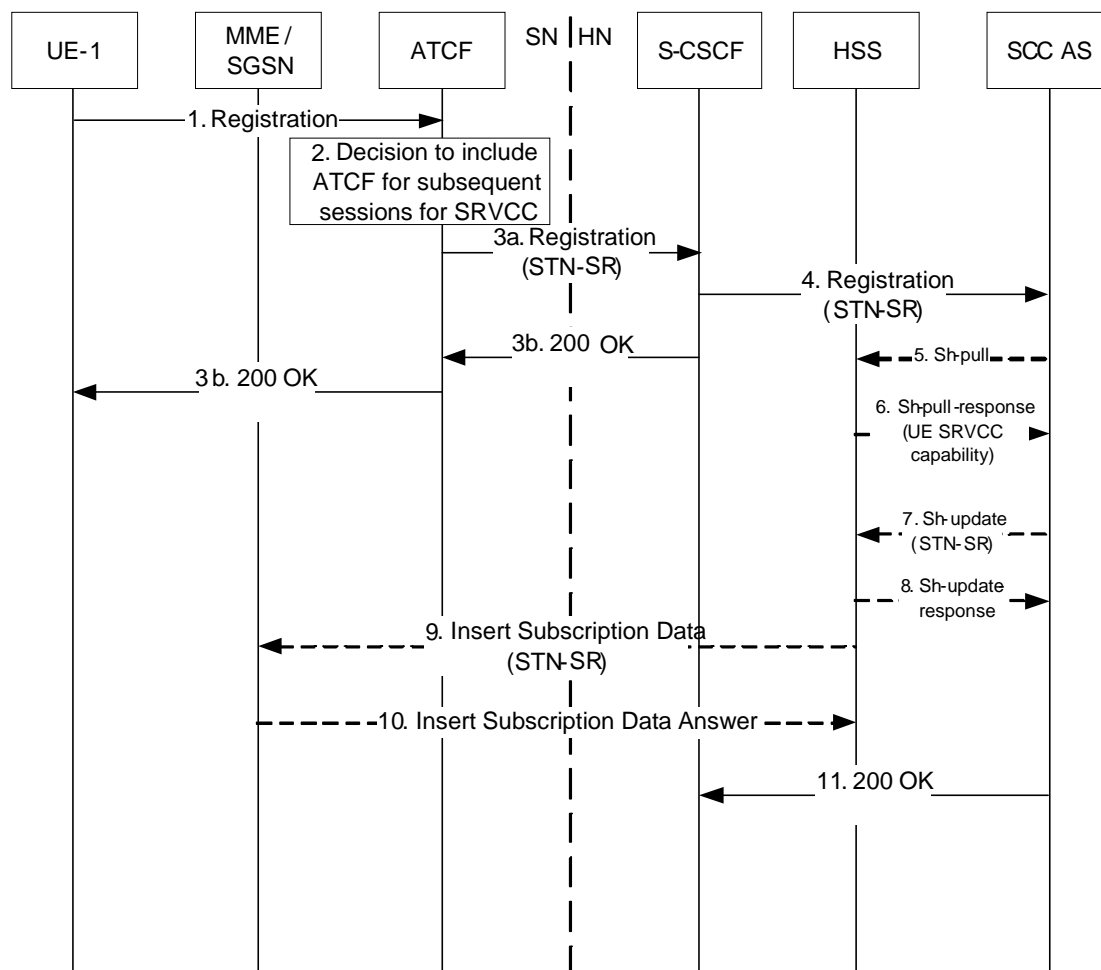 UE-1
MME /
SGSN
ATCF
SN
HN
S-CSCF
HSS
SCC AS
1. Registration
2. Decision to include
ATCF for subsequent
sessions for SRVCC
3a. Registration
(STN-SR)
4. Registration
(STN-SR)
3b. 200 OK
5. Sh-pull
3b. 200 OK
6. Sh-pull-response
(UE SRVCC
capability)
7. Sh-update
(STN-SR)
8. Sh-update
response
9. Insert Subscription Data
(STN-SR)
10. Insert Subscription Data Answer
11. 200 OK